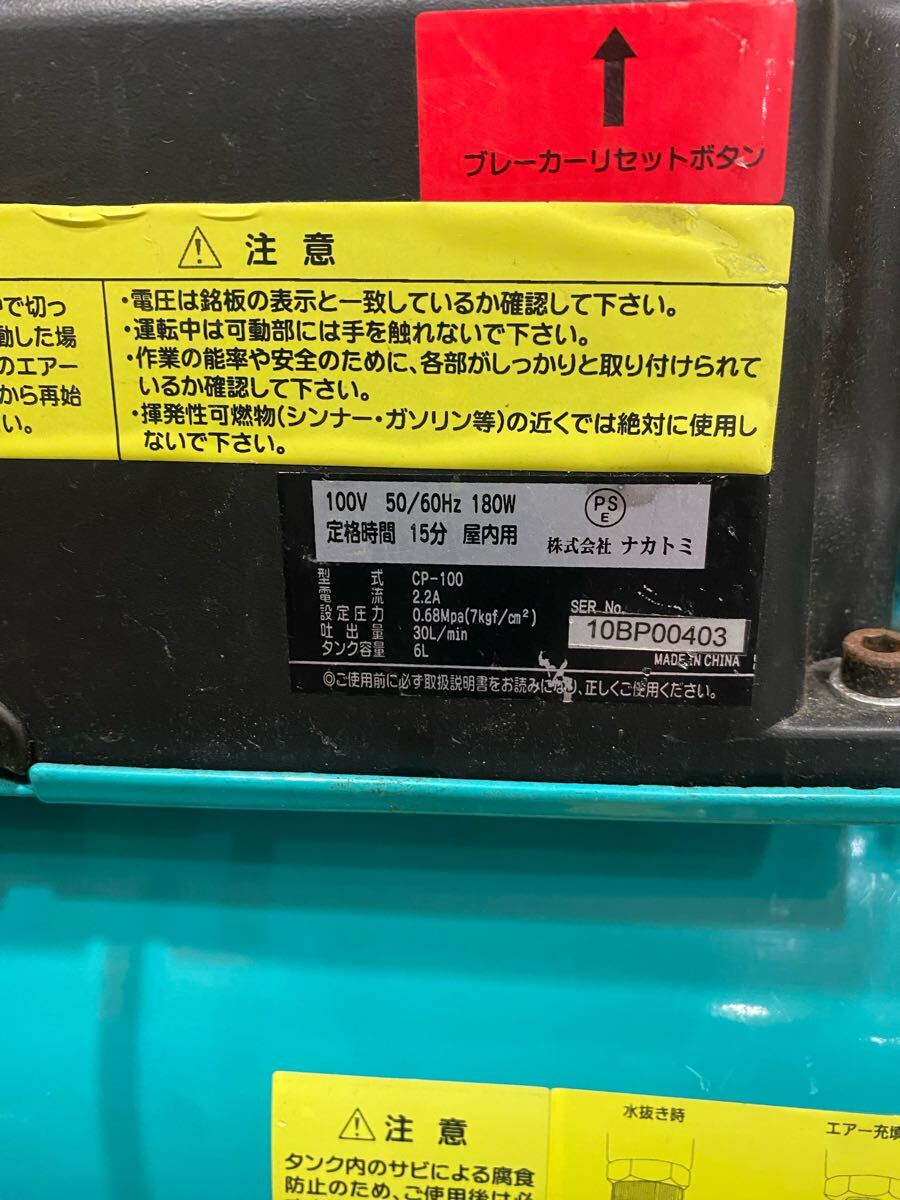 ブレーカーリセットボタン
注意
で切っ
動した場
のエアー
から再始
い。
・電圧は銘板の表示と一致しているか確認して下さい。
・運転中は可動部には手を触れないで下さい。
・作業の能率や安全のために、各部がしっかりと取り付けられて
いるか確認して下さい。
・揮発性可燃物(シンナー・ガソリン等)の近くでは絶対に使用し
ないで下さい。
100V 50/60Hz 180W
定格時間 15分 屋内用
PS
E
株式会社 ナカトミ
型式 CP-100
電流 2.2A
設定圧力 0.68Mpa(7kgf/cm²)
吐出量 30L/min
タンク容量 6L
SER No.
10BP00403
MADE IN CHINA
◎ご使用前に必ず取扱説明書をお読みになり、正しくご使用ください。
注意
タンク内のサビによる腐食
防止のため、ご使用後は必
水抜き時
エアー充填